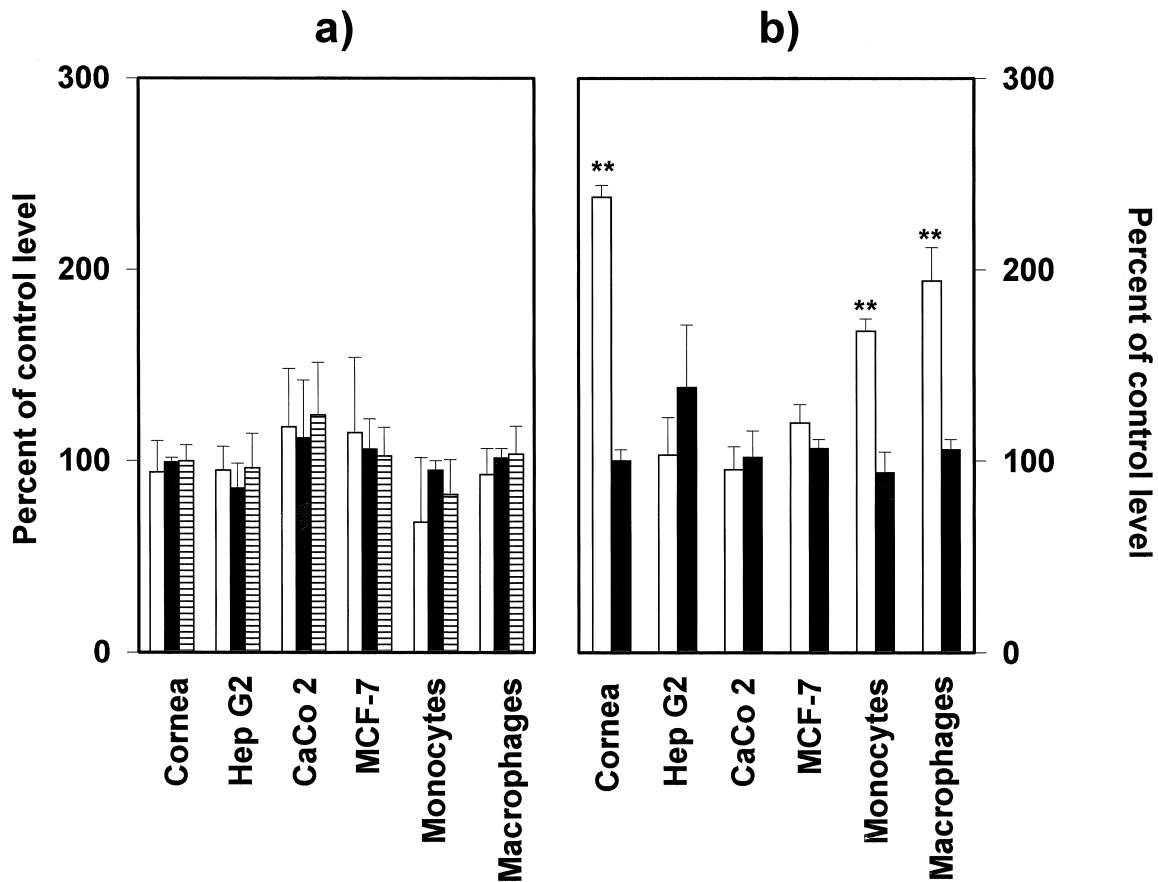 a)
b)
300
200
100
0
Percent of control level
Cornea
Hep G2
CaCo 2
MCF-7
Monocytes
Macrophages
**
**
**
300
200
100
0
Percent of control level
Cornea
Hep G2
CaCo 2
MCF-7
Monocytes
Macrophages